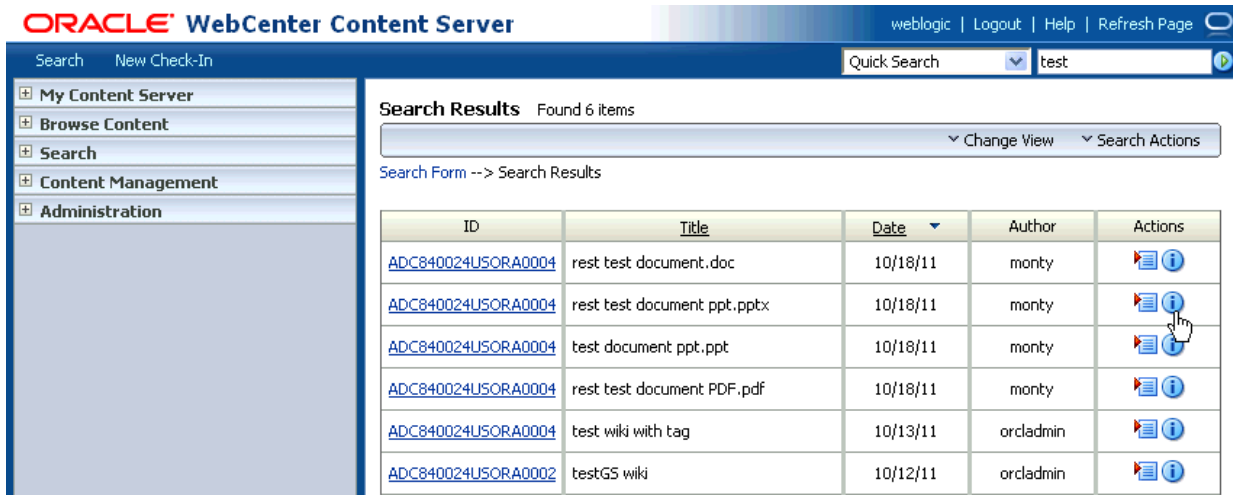 ORACLE WebCenter Content Server
weblogic | Logout | Help | Refresh Page
Search New Check-In
Quick Search test
My Content Server
Browse Content
Search
Content Management
Administration
Search Results Found 6 items
Change View Search Actions
Search Form --> Search Results
ID Title Date Author Actions
ADC840024USORA0004 rest test document.doc 10/18/11 monty
ADC840024USORA0004 rest test document ppt.pptx 10/18/11 monty
ADC840024USORA0004 test document ppt.ppt 10/18/11 monty
ADC840024USORA0004 rest test document PDF.pdf 10/18/11 monty
ADC840024USORA0004 test wiki with tag 10/13/11 orcladmin
ADC840024USORA0002 testGS wiki 10/12/11 orcladmin